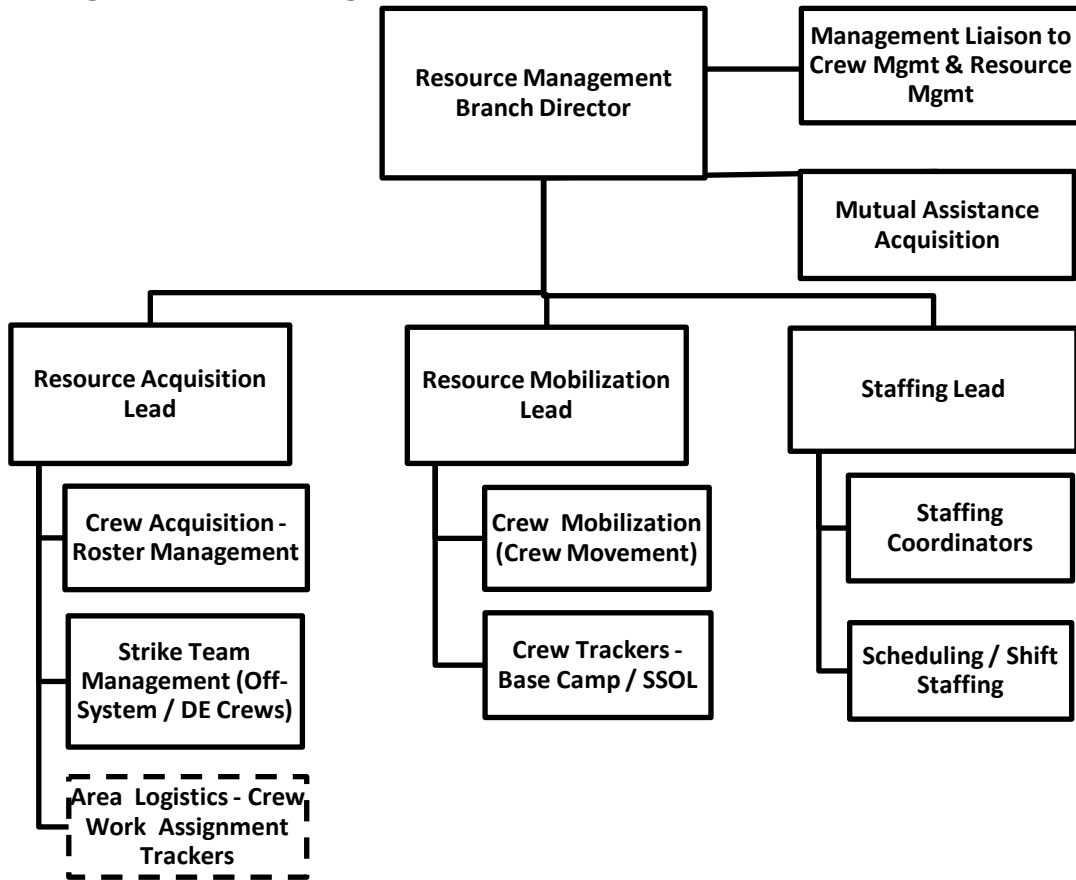 Resource Management
Branch Director
Management Liaison to
Crew Mgmt & Resource
Mgmt
Mutual Assistance
Acquisition
Resource Acquisition
Lead
Crew Acquisition -
Roster Management
Strike Team
Management (Off-
System / DE Crews)
Area Logistics - Crew
Work Assignment
Trackers
Resource Mobilization
Lead
Crew Mobilization
(Crew Movement)
Crew Trackers -
Base Camp / SSOL
Staffing Lead
Staffing
Coordinators
Scheduling / Shift
Staffing